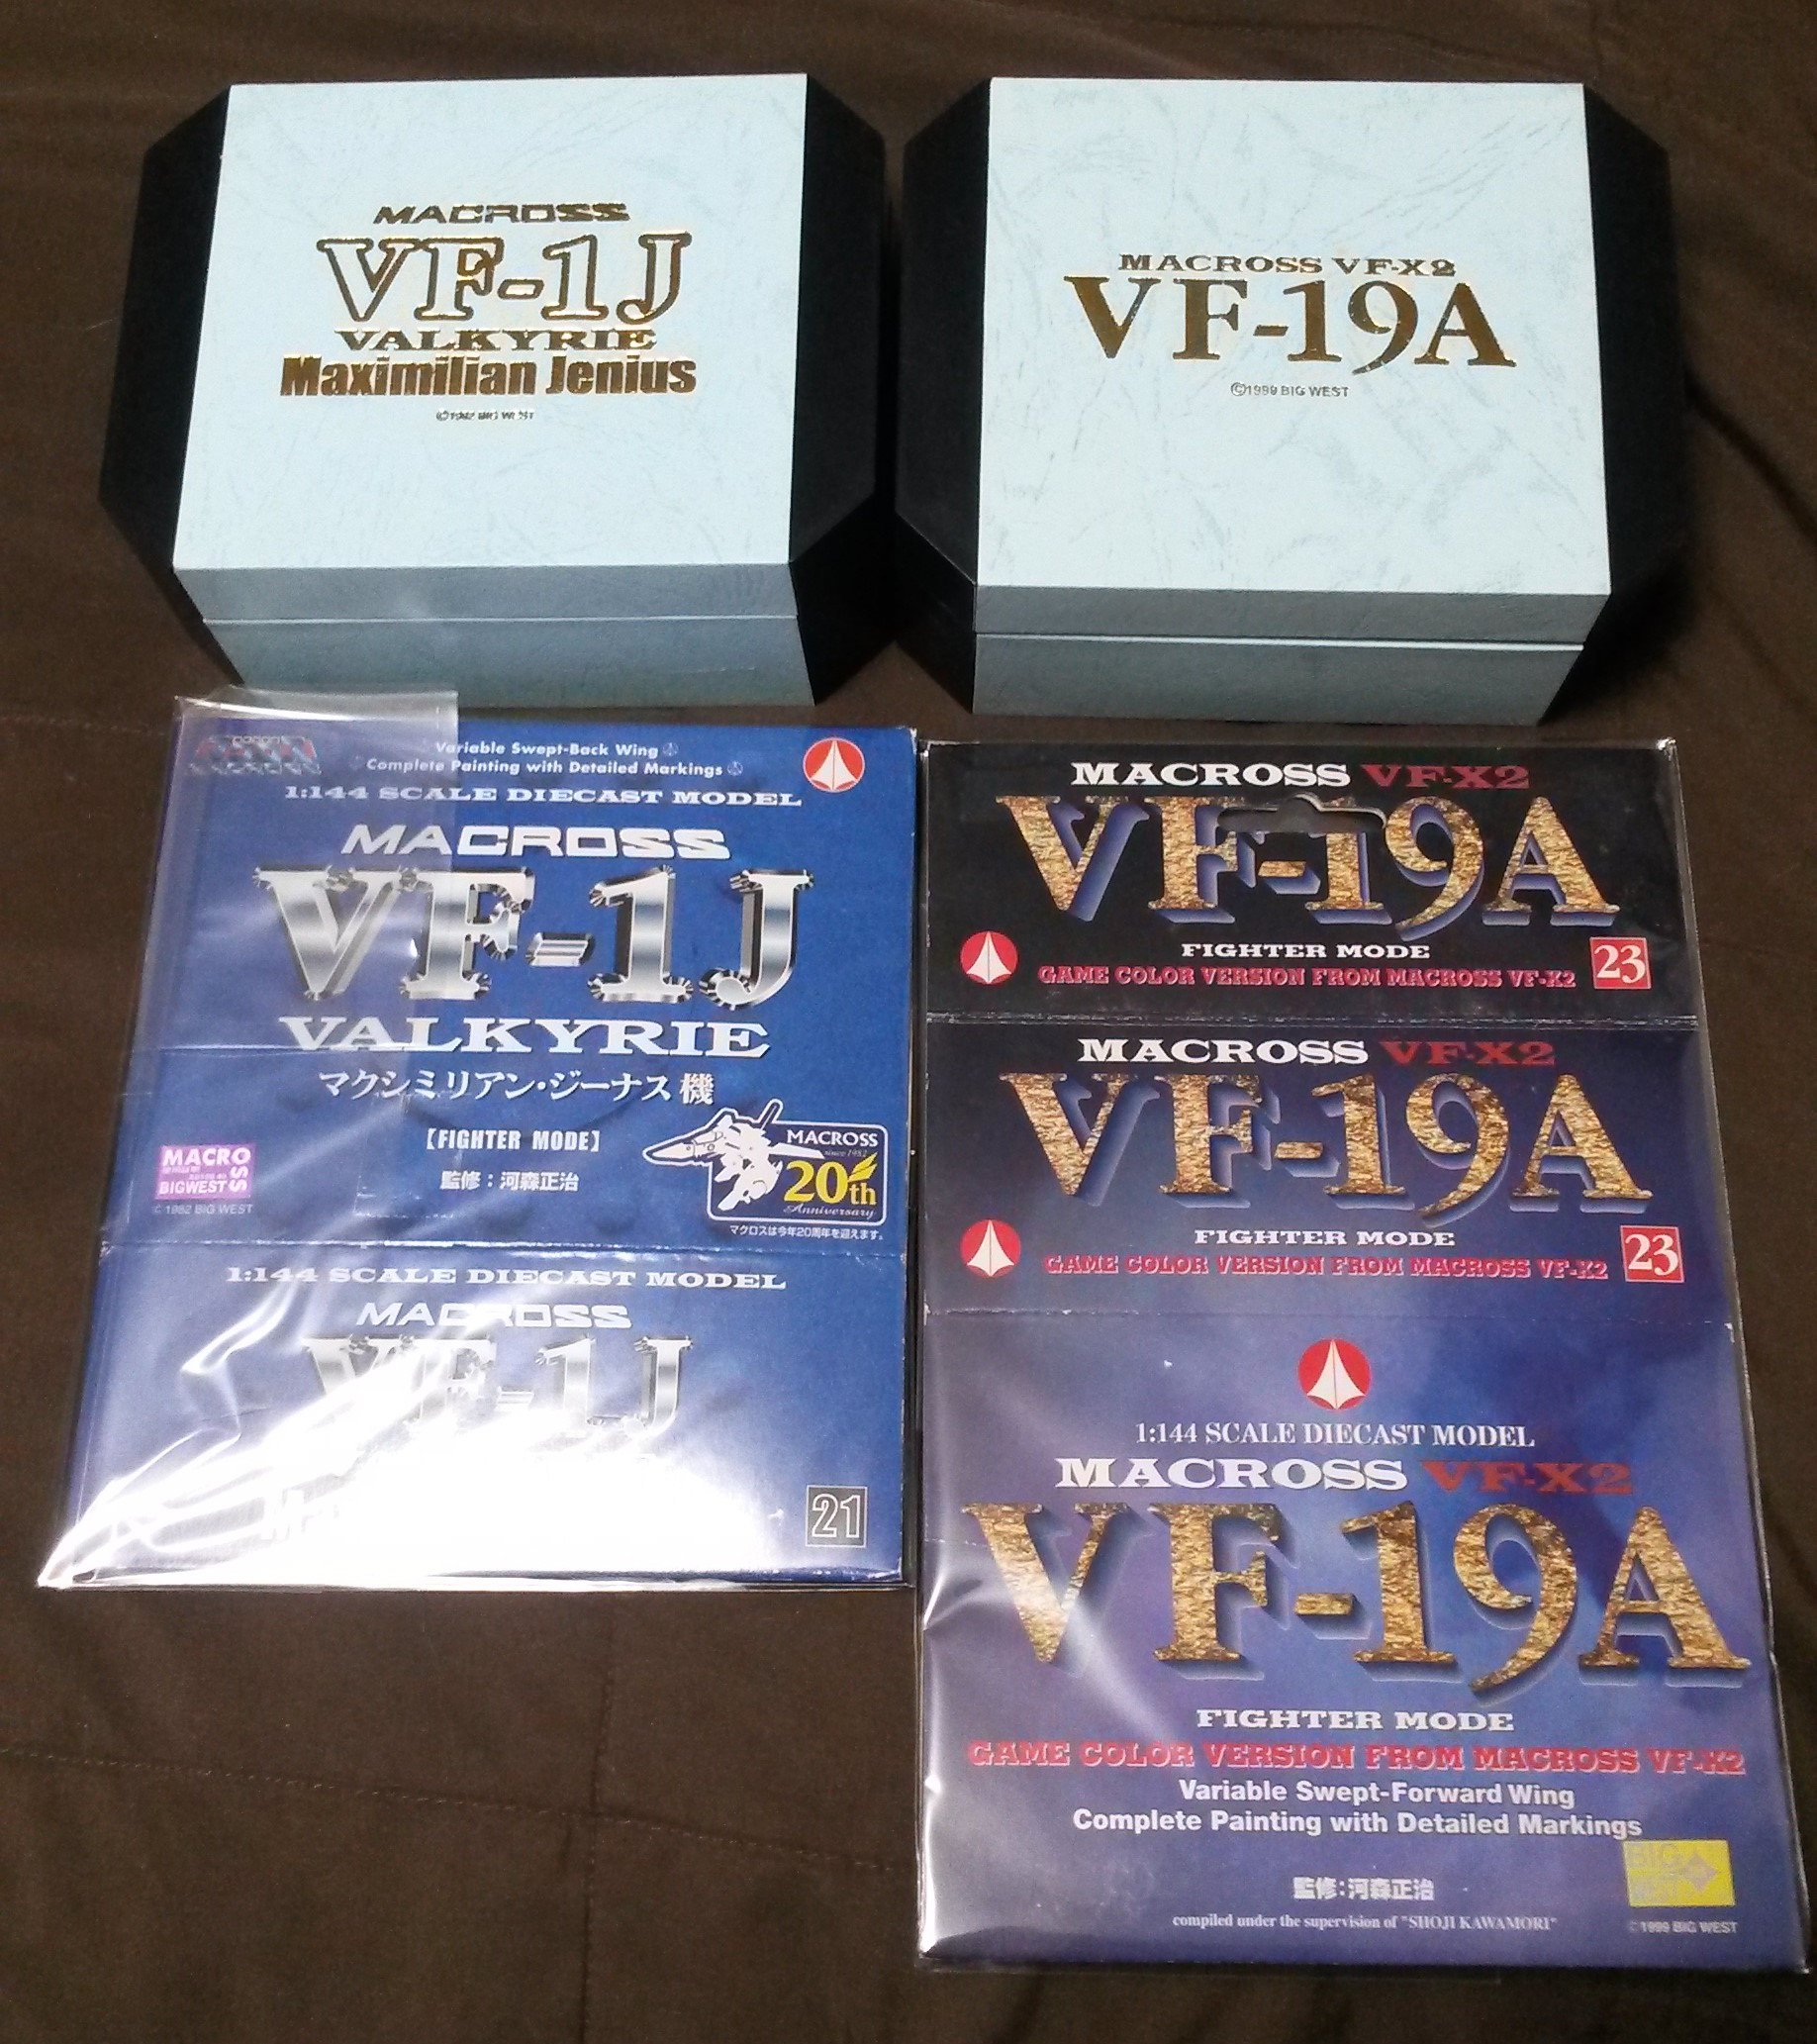 MACROSS
VF-1J
VALKYRIE
Maximilian Jenius
©1982 BIG WEST
MACROSS VF-X2
VF-19A
©1999 BIG WEST
Variable Swept-Back Wing
Complete Painting with Detailed Markings
1:144 SCALE DIECAST MODEL
MACROSS
VF-1J
VALKYRIE
マクシミリアン・ジーナス 機
【FIGHTER MODE】
監修：河森正治
MACROSS
BIGWEST
© 1982 BIG WEST
MACROSS
since 1982
20th
Anniversary
マクロスは今年20周年を迎えます。
1:144 SCALE DIECAST MODEL
MACROSS
VF-1J
21
MACROSS VF-X2
VF-19A
FIGHTER MODE
GAME COLOR VERSION FROM MACROSS VF-X2
23
MACROSS VF-X2
VF-19A
FIGHTER MODE
GAME COLOR VERSION FROM MACROSS VF-X2
23
1:144 SCALE DIECAST MODEL
MACROSS VF-X2
VF-19A
FIGHTER MODE
GAME COLOR VERSION FROM MACROSS VF-X2
Variable Swept-Forward Wing
Complete Painting with Detailed Markings
BIG WEST
監修：河森正治
compiled under the supervision of "SHOJI KAWAMORI"
©1999 BIG WEST